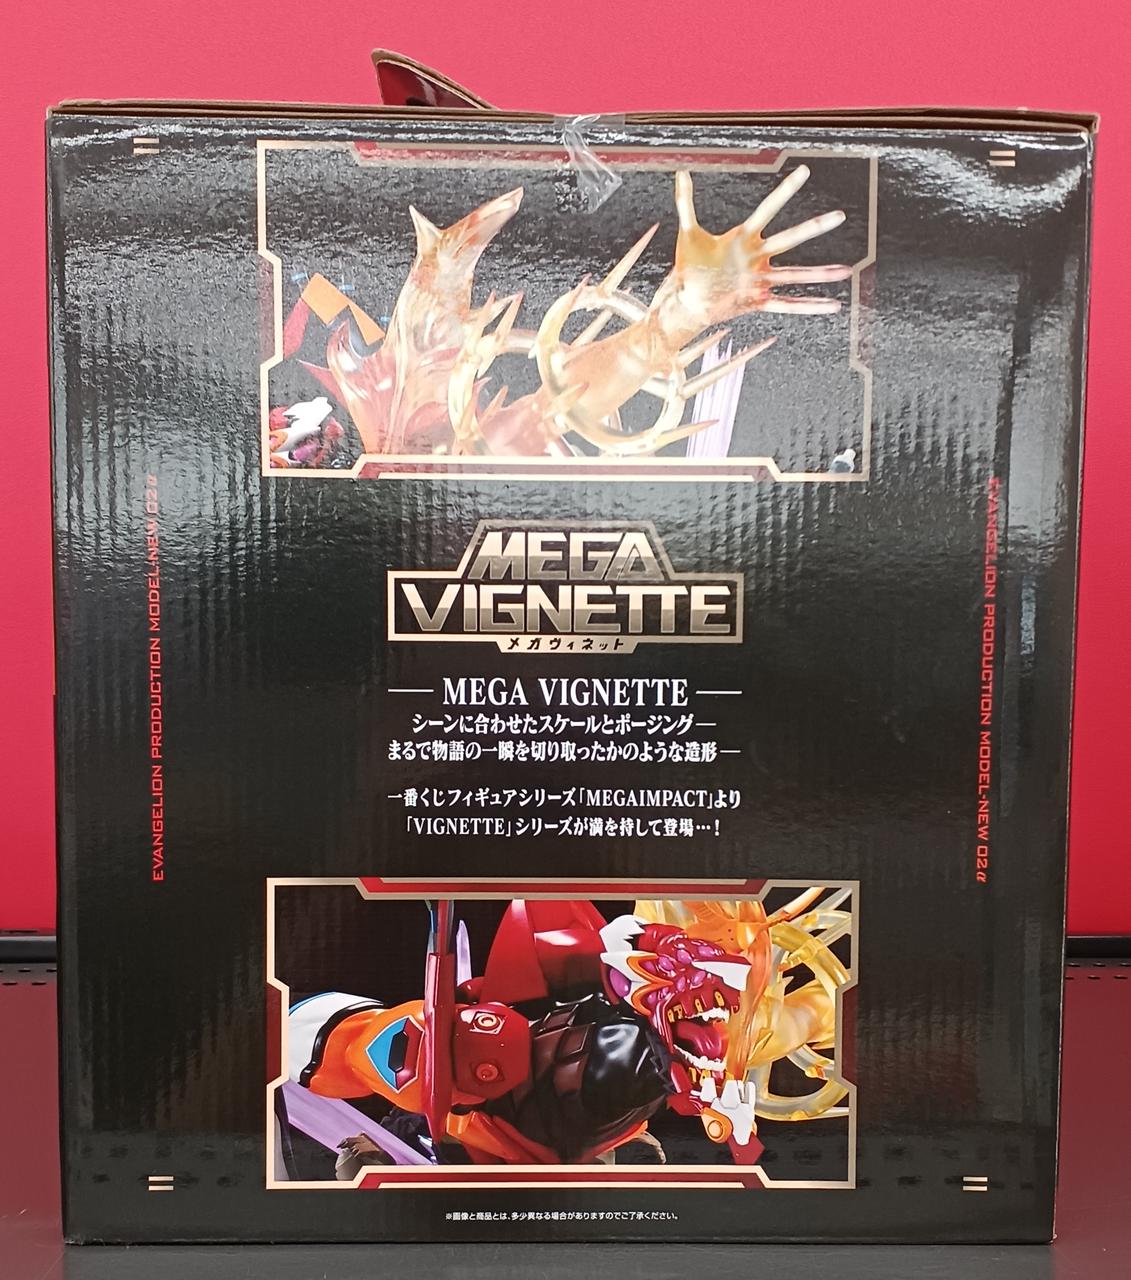 MEGA
VIGNETTE
メガヴィネット
MEGA VIGNETTE
シーンに合わせたスケールとポージング—
まるで物語の一瞬を切り取ったかのような造形—
一番くじフィギュアシリーズ「MEGAIMPACT」より
「VIGNETTE」シリーズが満を持して登場…！
EVANGELION PRODUCTION MODEL-NEW 02α
EVANGELION PRODUCTION MODEL-NEW 02α
※画像と商品とは、多少異なる場合がありますのでご了承ください。